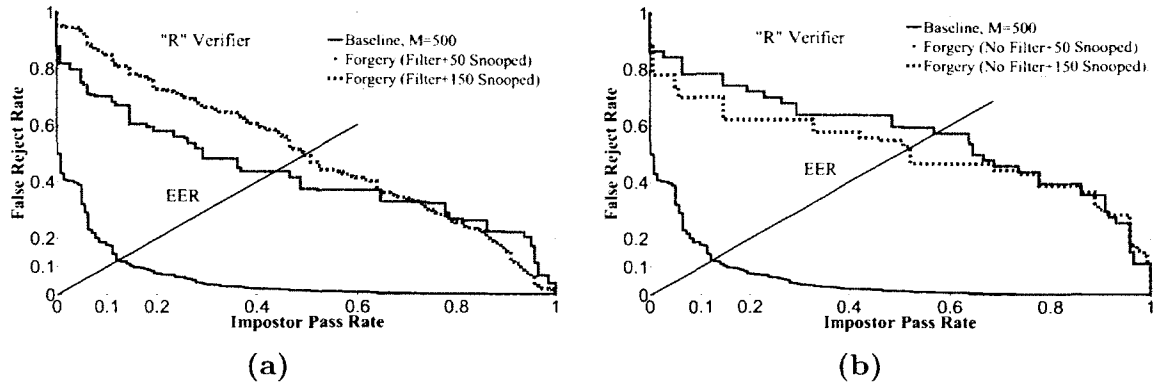 "R" Verifier
Baseline, M=500
Forgery (Filter+50 Snooped)
Forgery (Filter+150 Snooped)
False Reject Rate
1
0.8
0.6
0.4
0.2
0.1
0
EER
0 0.1 0.2 0.4 0.6 0.8 1
Impostor Pass Rate
(a)
"R" Verifier
Baseline, M=500
Forgery (No Filter+50 Snooped)
Forgery (No Filter+150 Snooped)
False Reject Rate
1
0.8
0.6
0.4
0.2
0.1
0
EER
0 0.1 0.2 0.4 0.6 0.8 1
Impostor Pass Rate
(b)